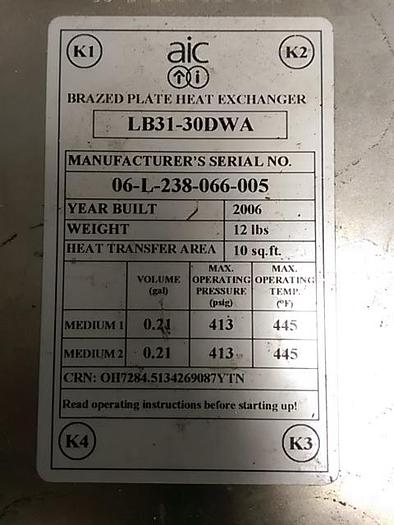 K1 aic K2
BRAZED PLATE HEAT EXCHANGER
LB31-30DWA
MANUFACTURER'S SERIAL NO.
06-L-238-066-005
YEAR BUILT 2006
WEIGHT 12 lbs
HEAT TRANSFER AREA 10 sq.ft.
VOLUME (gal) MAX. OPERATING PRESSURE (psig) MAX. OPERATING TEMP. (°F)
MEDIUM 1 0.21 413 445
MEDIUM 2 0.21 413 445
CRN: OH7284.5134269087YTN
Read operating instructions before starting up!
K4 K3